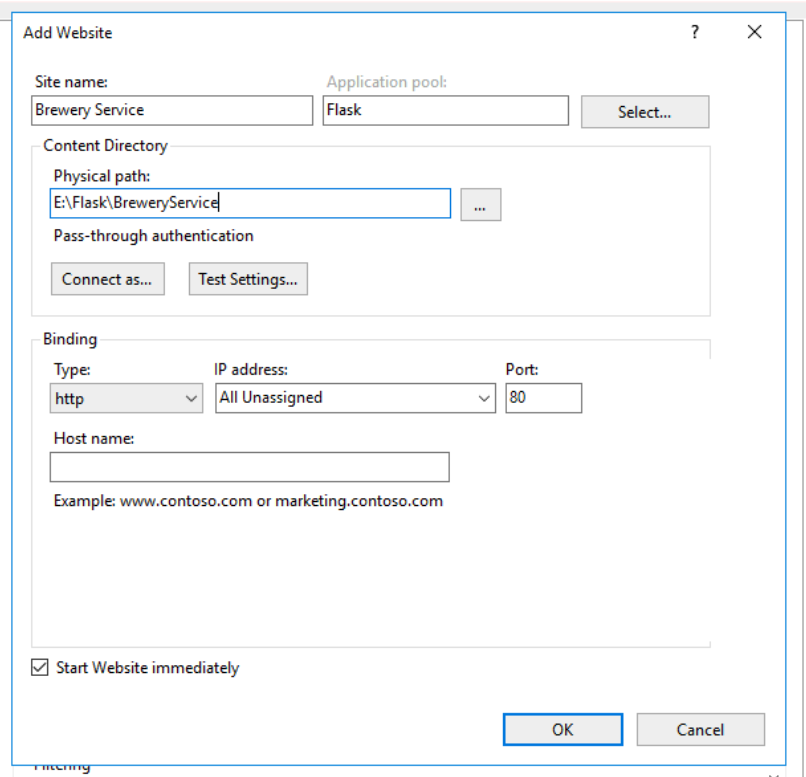 Add Website
?
Site name:
Application pool:
Brewery Service
Flask
Select...
Content Directory
Physical path:
E:\Flask\BreweryService
...
Pass-through authentication
Connect as...
Test Settings...
Binding
Type:
IP address:
Port:
http
All Unassigned
80
Host name:
Example: www.contoso.com or marketing.contoso.com
Start Website immediately
OK
Cancel
Filtering